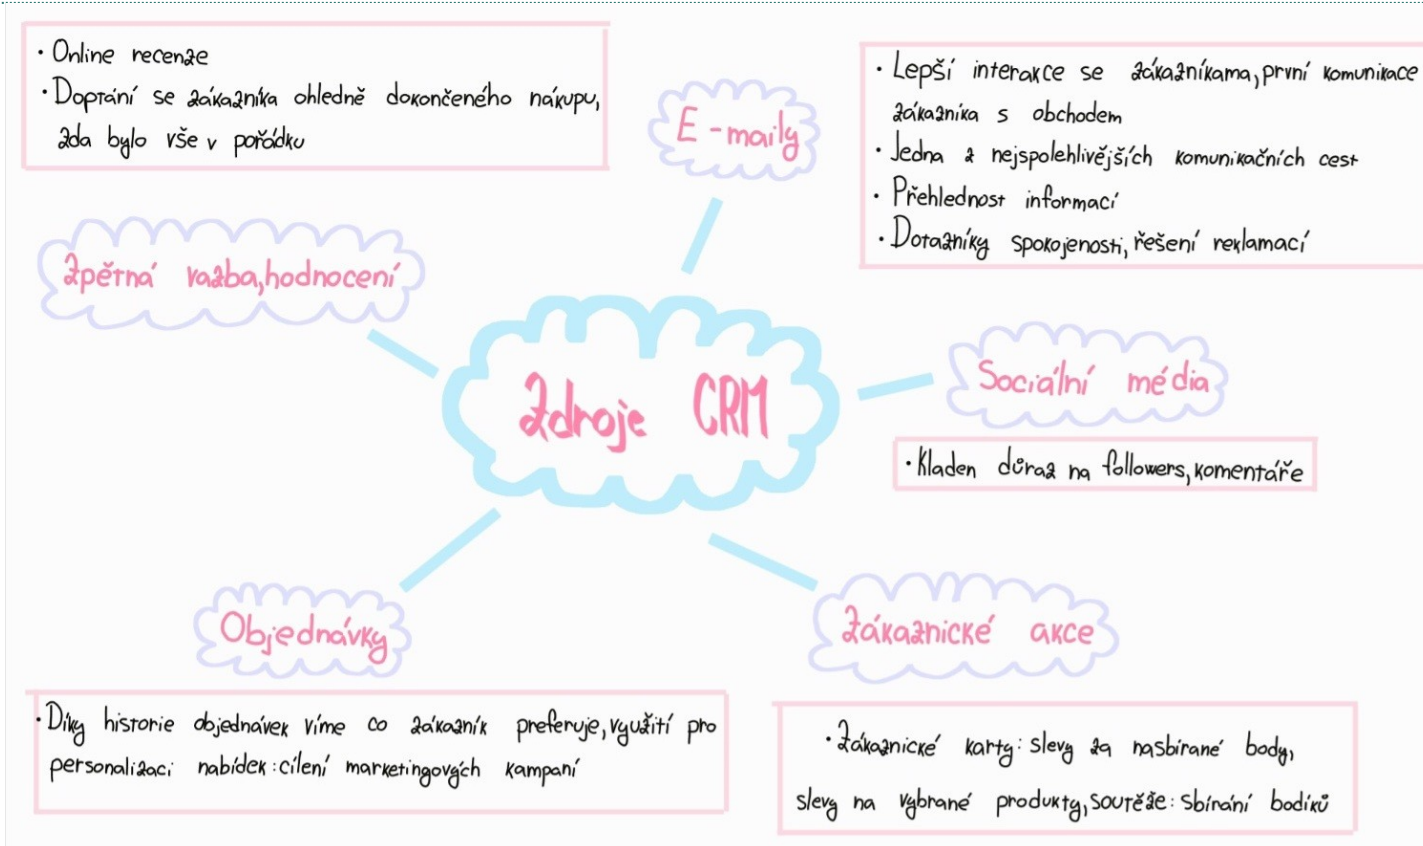 • Online recenze
• Doptání se zákazníka ohledně dokončeného nákupu,
zda bylo vše v pořádku
E-maily
• Lepší interakce se zákazníkama, první komunikace
zákazníka s obchodem
• Jedna z nejspolehlivějších komunikačních cest
• Přehlednost informací
• Dotazníky spokojenosti, řešení reklamací
Zpětná vazba, hodnocení
Zdroje CRM
Sociální média
• Kladen důraz na followers, komentáře
Objednávky
• Díky historie objednávek víme co zákazník preferuje, využití pro
personalizaci nabídek: cílení marketingových kampaní
Zákaznické akce
• Zákaznické karty: slevy za nasbírané body,
slevy na vybrané produkty, soutěže: sbírání bodíků